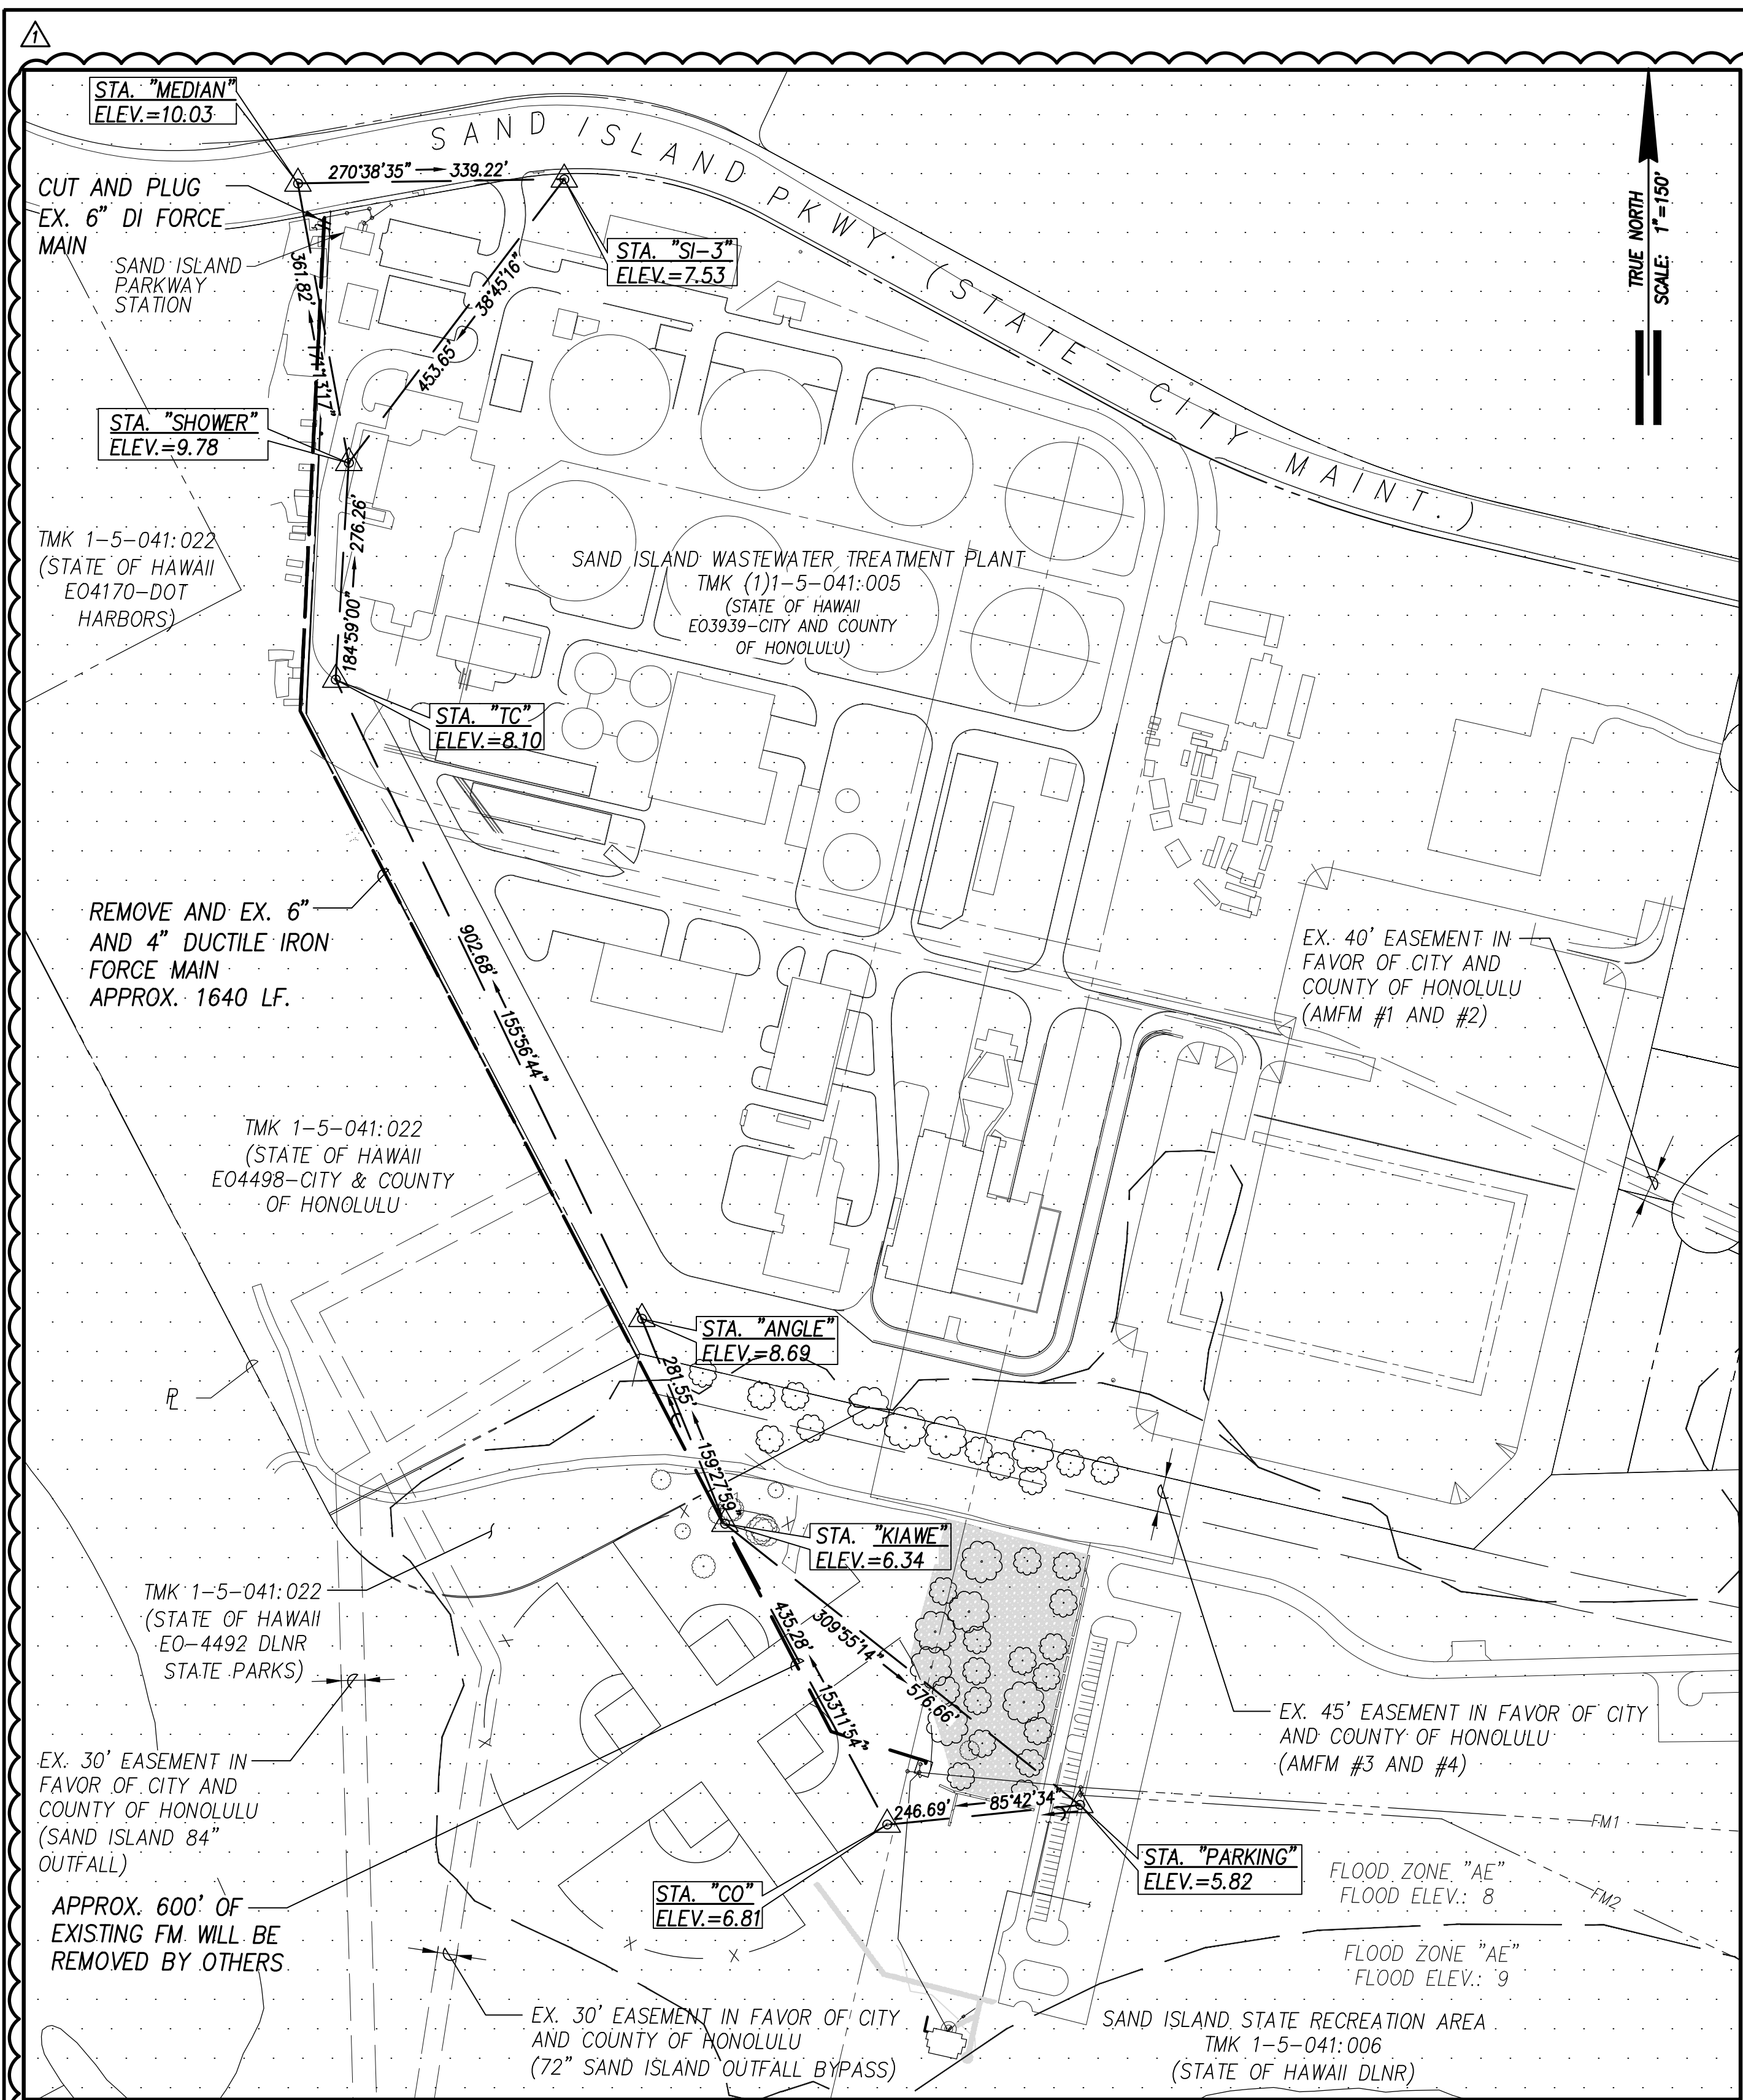 1
STA. "MEDIAN"
ELEV.=10.03
SAND ISLAND PKWY. (STATE - CITY MAINT.)
TRUE NORTH
SCALE: 1"=150'
270°38'35" 339.22'
CUT AND PLUG
EX. 6" DI FORCE
MAIN
SAND ISLAND
PARKWAY
STATION
STA. "SI-3"
ELEV.=7.53
361.82' 171°13'17"
453.65' 38°45'16"
STA. "SHOWER"
ELEV.=9.78
TMK 1-5-041:022
(STATE OF HAWAII
EO4170-DOT
HARBORS)
184°59'00" 276.26'
SAND ISLAND WASTEWATER TREATMENT PLANT
TMK (1)1-5-041:005
(STATE OF HAWAII
EO3939-CITY AND COUNTY
OF HONOLULU)
STA. "TC"
ELEV.=8.10
REMOVE AND EX. 6"
AND 4" DUCTILE IRON
FORCE MAIN
APPROX. 1640 LF.
902.68' 155°56'44"
EX. 40' EASEMENT IN
FAVOR OF CITY AND
COUNTY OF HONOLULU
(AMFM #1 AND #2)
TMK 1-5-041:022
(STATE OF HAWAII
EO4498-CITY & COUNTY
OF HONOLULU
STA. "ANGLE"
ELEV.=8.69
PL
281.55' 159°27'59"
STA. "KIAWE"
ELEV.=6.34
TMK 1-5-041:022
(STATE OF HAWAII
EO-4492 DLNR
STATE PARKS)
435.28' 153°11'54"
309°55'14" 576.66'
EX. 45' EASEMENT IN FAVOR OF CITY
AND COUNTY OF HONOLULU
(AMFM #3 AND #4)
EX. 30' EASEMENT IN
FAVOR OF CITY AND
COUNTY OF HONOLULU
(SAND ISLAND 84"
OUTFALL)
246.69' 85°42'34"
FM1
STA. "PARKING"
ELEV.=5.82
FLOOD ZONE "AE"
FLOOD ELEV.: 8
FM2
STA. "CO"
ELEV.=6.81
APPROX. 600' OF
EXISTING FM WILL BE
REMOVED BY OTHERS
FLOOD ZONE "AE"
FLOOD ELEV.: 9
EX. 30' EASEMENT IN FAVOR OF CITY
AND COUNTY OF HONOLULU
(72" SAND ISLAND OUTFALL BYPASS)
SAND ISLAND STATE RECREATION AREA
TMK 1-5-041:006
(STATE OF HAWAII DLNR)